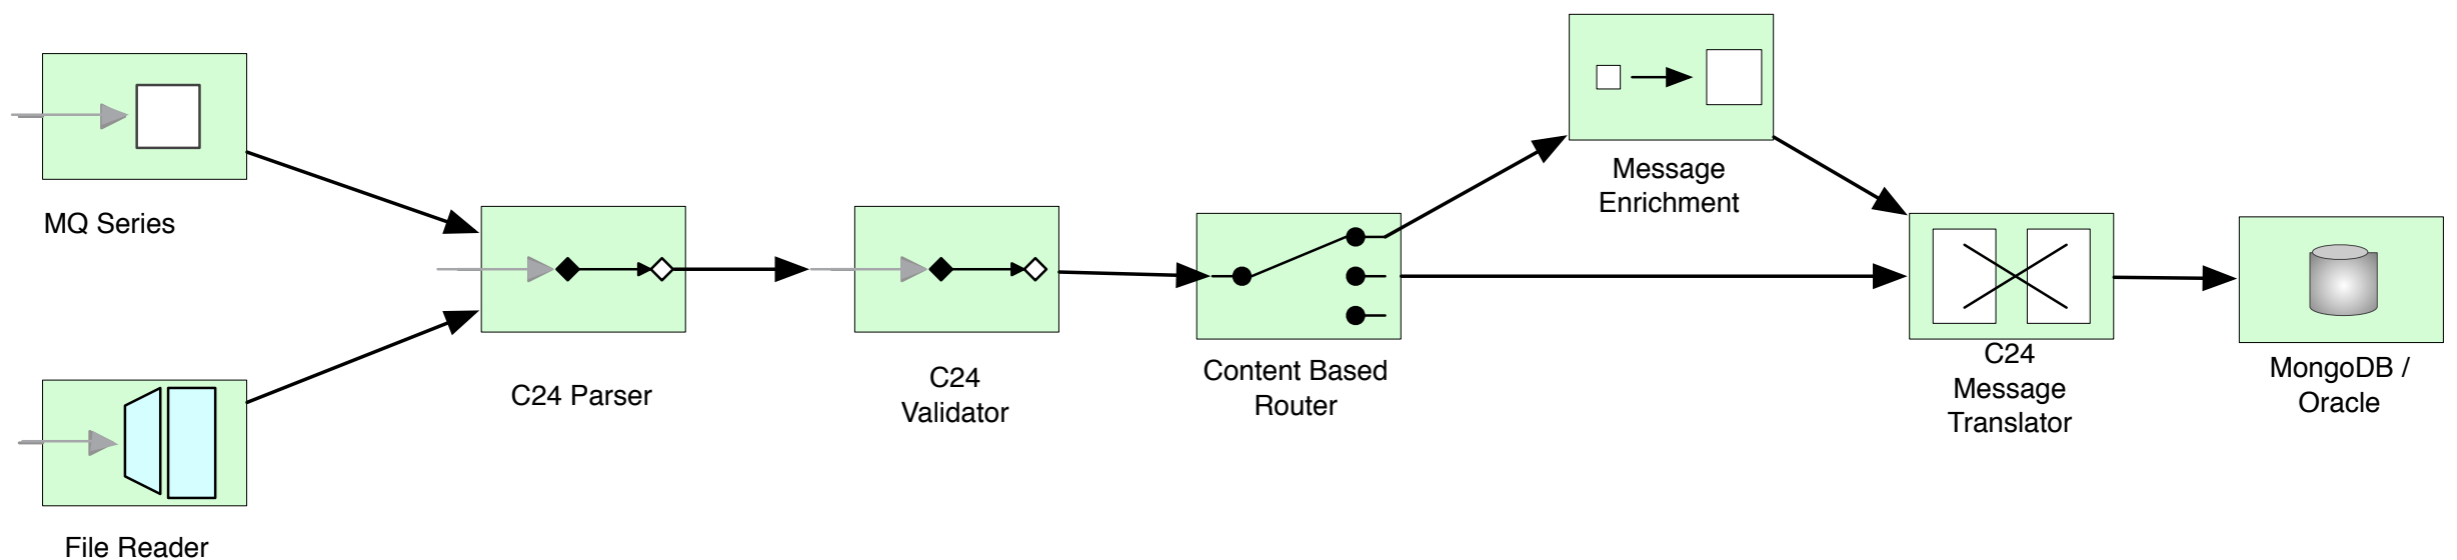 MQ Series
File Reader
C24 Parser
C24
Validator
Content Based
Router
Message
Enrichment
C24
Message
Translator
MongoDB /
Oracle